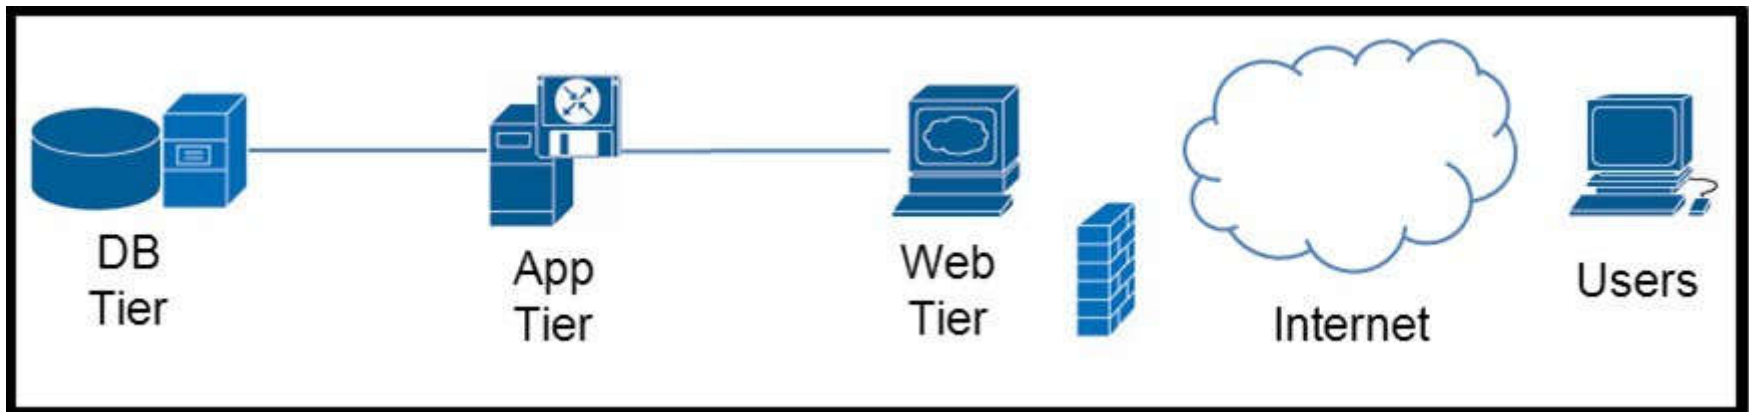 DB
Tier
App
Tier
Web
Tier
Internet
Users